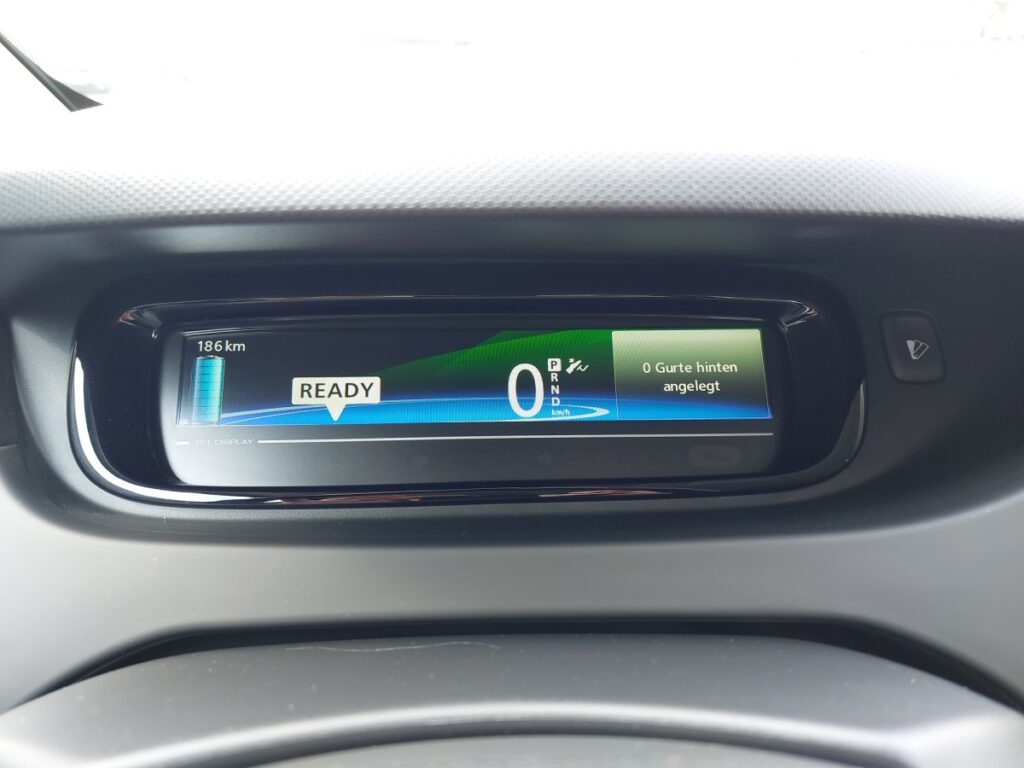 186 km
READY
0
P
R
N
D
km/h
0 Gurte hinten
angelegt
TFT DISPLAY